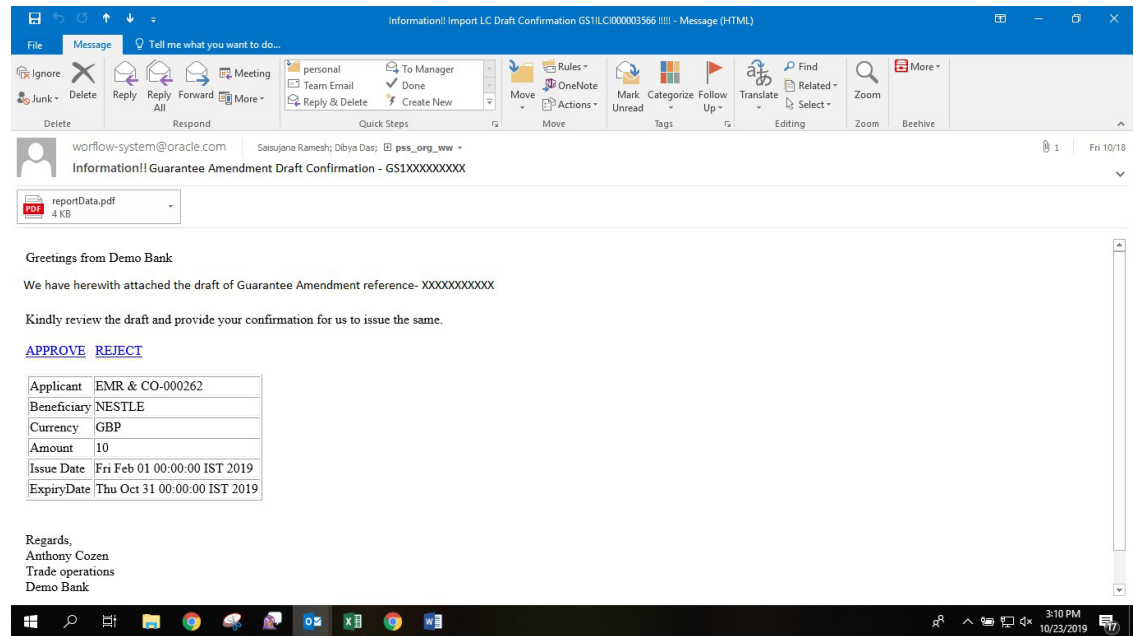 Information!! Import LC Draft Confirmation GS1ILCI000003566 !!!!! - Message (HTML)
File Message Tell me what you want to do...
Ignore
Junk
Delete
Reply
Reply All
Forward
Meeting
More
personal
Team Email
Reply & Delete
To Manager
Done
Create New
Move
Rules
OneNote
Actions
Mark Unread
Categorize
Follow Up
Translate
Find
Related
Select
Zoom
More
Delete Respond Quick Steps Move Tags Editing Zoom Beehive
worflow-system@oracle.com Saisujana Ramesh; Dibya Das; pss_org_ww
1 Fri 10/18
Information!! Guarantee Amendment Draft Confirmation - GS1XXXXXXXXX
PDF
reportData.pdf
4 KB
Greetings from Demo Bank
We have herewith attached the draft of Guarantee Amendment reference- XXXXXXXXXXX
Kindly review the draft and provide your confirmation for us to issue the same.
APPROVE REJECT
Applicant EMR & CO-000262
Beneficiary NESTLE
Currency GBP
Amount 10
Issue Date Fri Feb 01 00:00:00 IST 2019
ExpiryDate Thu Oct 31 00:00:00 IST 2019
Regards,
Anthony Cozen
Trade operations
Demo Bank
3:10 PM
10/23/2019
17